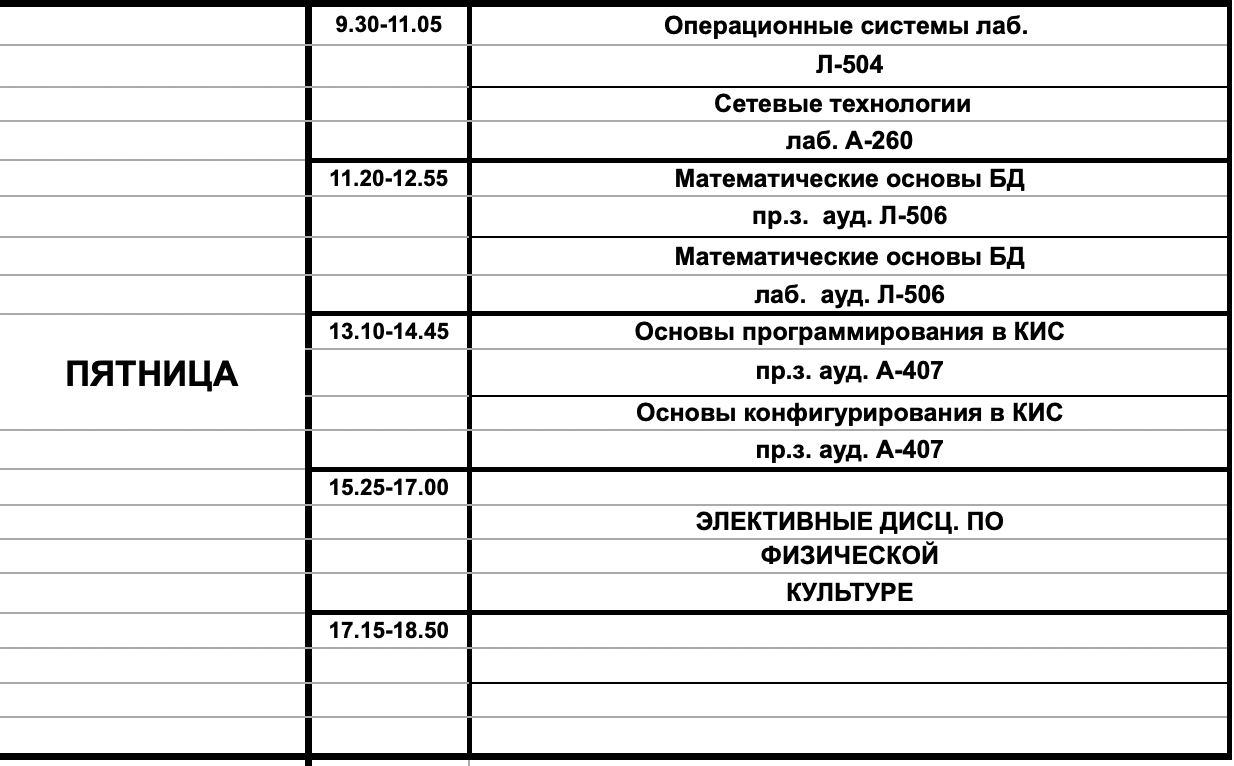 9.30-11.05 Операционные системы лаб.
Л-504
Сетевые технологии
лаб. А-260
11.20-12.55 Математические основы БД
пр.з. ауд. Л-506
Математические основы БД
лаб. ауд. Л-506
13.10-14.45 Основы программирования в КИС
ПЯТНИЦА пр.з. ауд. А-407
Основы конфигурирования в КИС
пр.з. ауд. А-407
15.25-17.00
ЭЛЕКТИВНЫЕ ДИСЦ. ПО
ФИЗИЧЕСКОЙ
КУЛЬТУРЕ
17.15-18.50